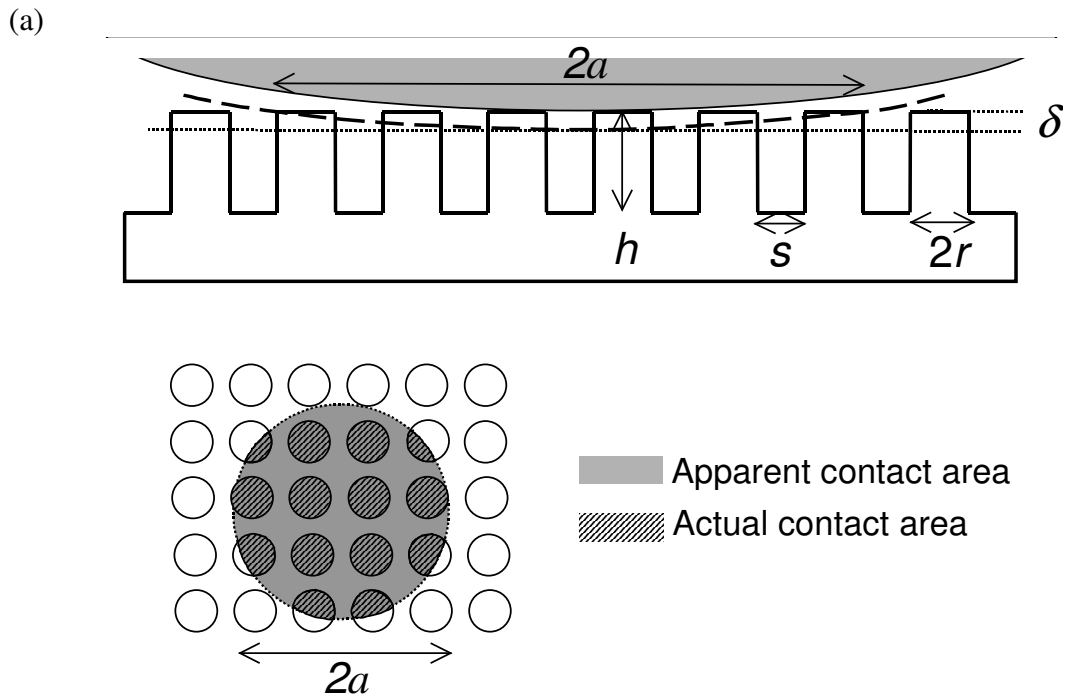 (a)
2a
δ
h
s
2r
Apparent contact area
Actual contact area
2a